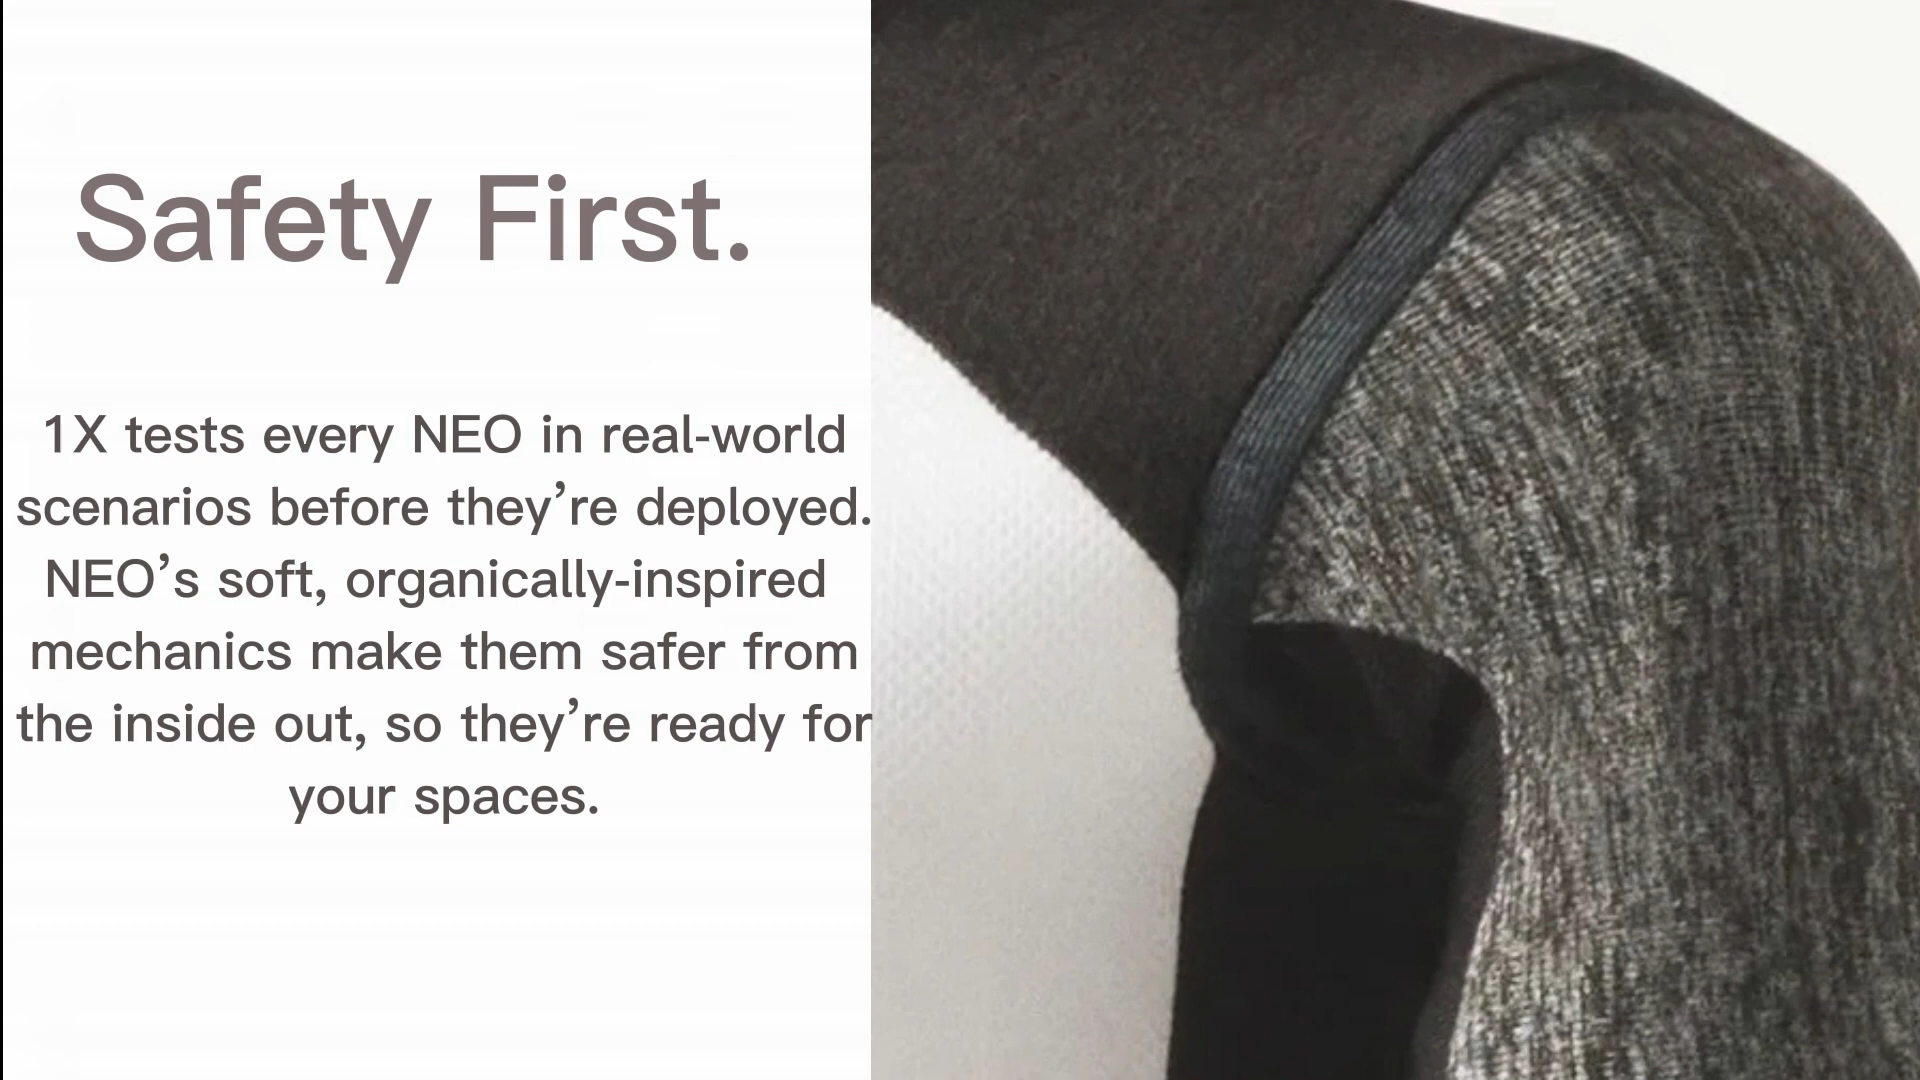 Safety First.
1X tests every NEO in real-world
scenarios before they’re deployed.
NEO’s soft, organically-inspired
mechanics make them safer from
the inside out, so they’re ready for
your spaces.